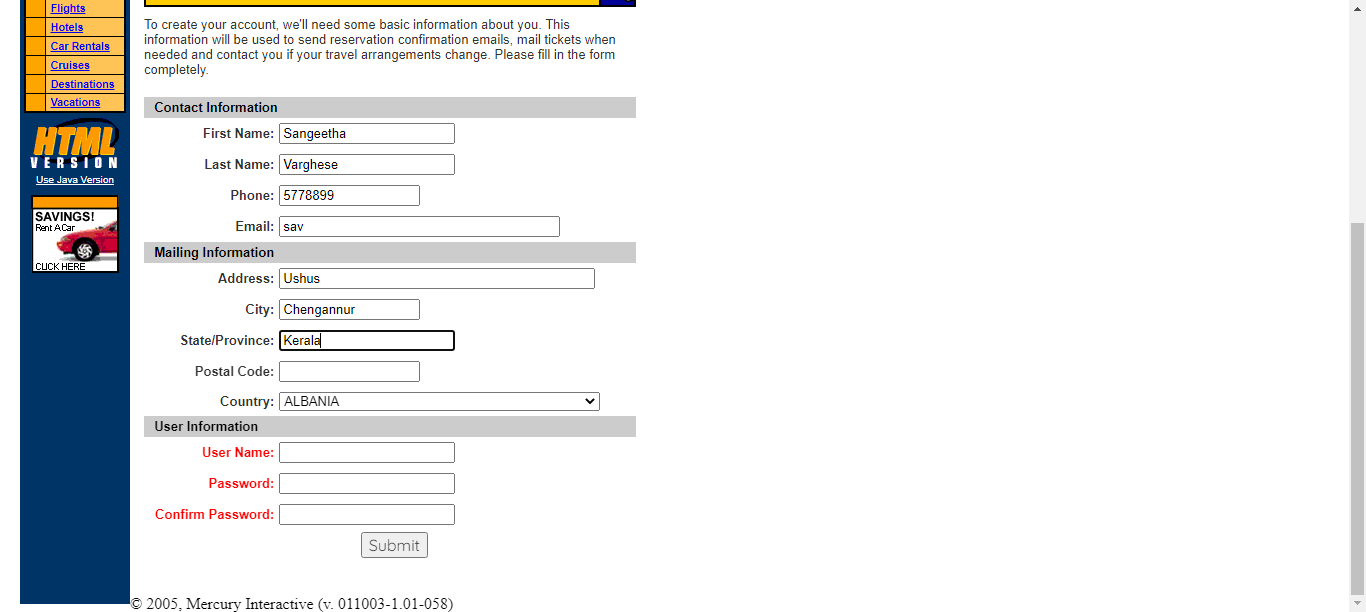 Flights
Hotels
Car Rentals
Cruises
Destinations
Vacations
HTML
VERSION
Use Java Version
SAVINGS!
Rent A Car
CLICK HERE
To create your account, we'll need some basic information about you. This
information will be used to send reservation confirmation emails, mail tickets when
needed and contact you if your travel arrangements change. Please fill in the form
completely.
Contact Information
First Name: Sangeetha
Last Name: Varghese
Phone: 5778899
Email: sav
Mailing Information
Address: Ushus
City: Chengannur
State/Province: Kerala
Postal Code:
Country: ALBANIA
User Information
User Name:
Password:
Confirm Password:
Submit
© 2005, Mercury Interactive (v. 011003-1.01-058)